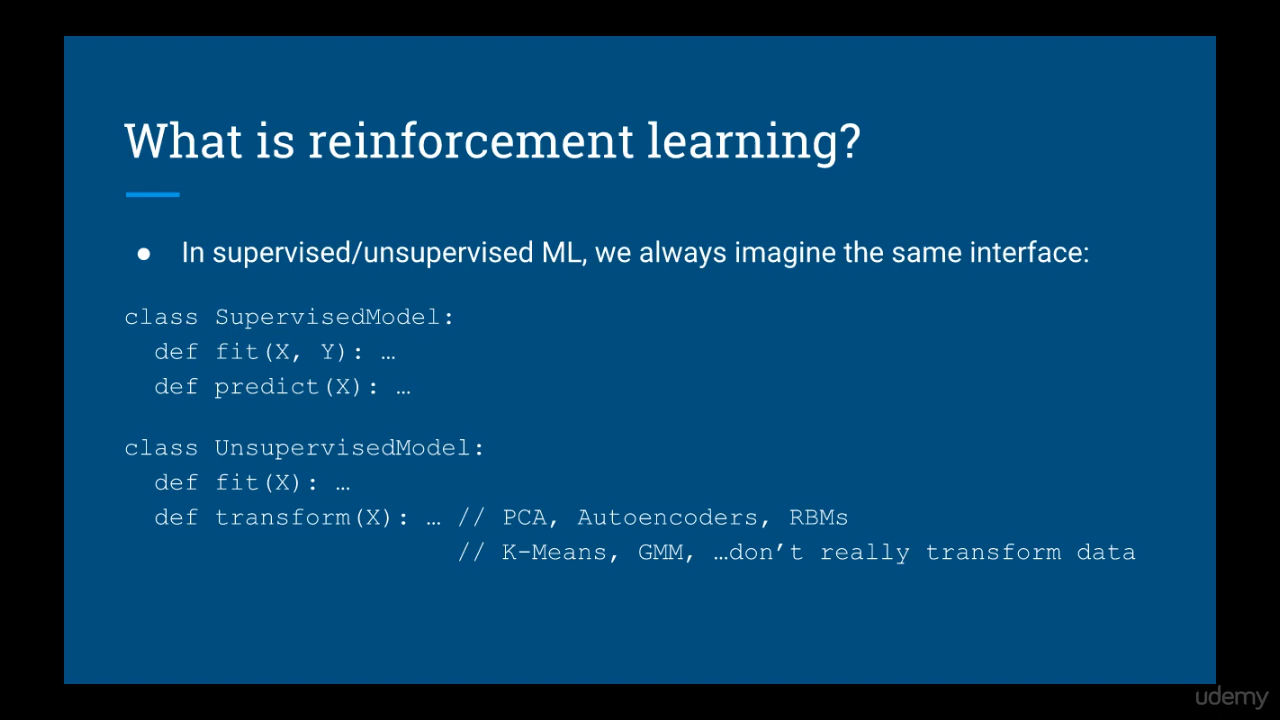 What is reinforcement learning?
● In supervised/unsupervised ML, we always imagine the same interface:
class SupervisedModel:
  def fit(X, Y): …
  def predict(X): …
class UnsupervisedModel:
  def fit(X): …
  def transform(X): … // PCA, Autoencoders, RBMs
                      // K-Means, GMM, …don’t really transform data
udemy